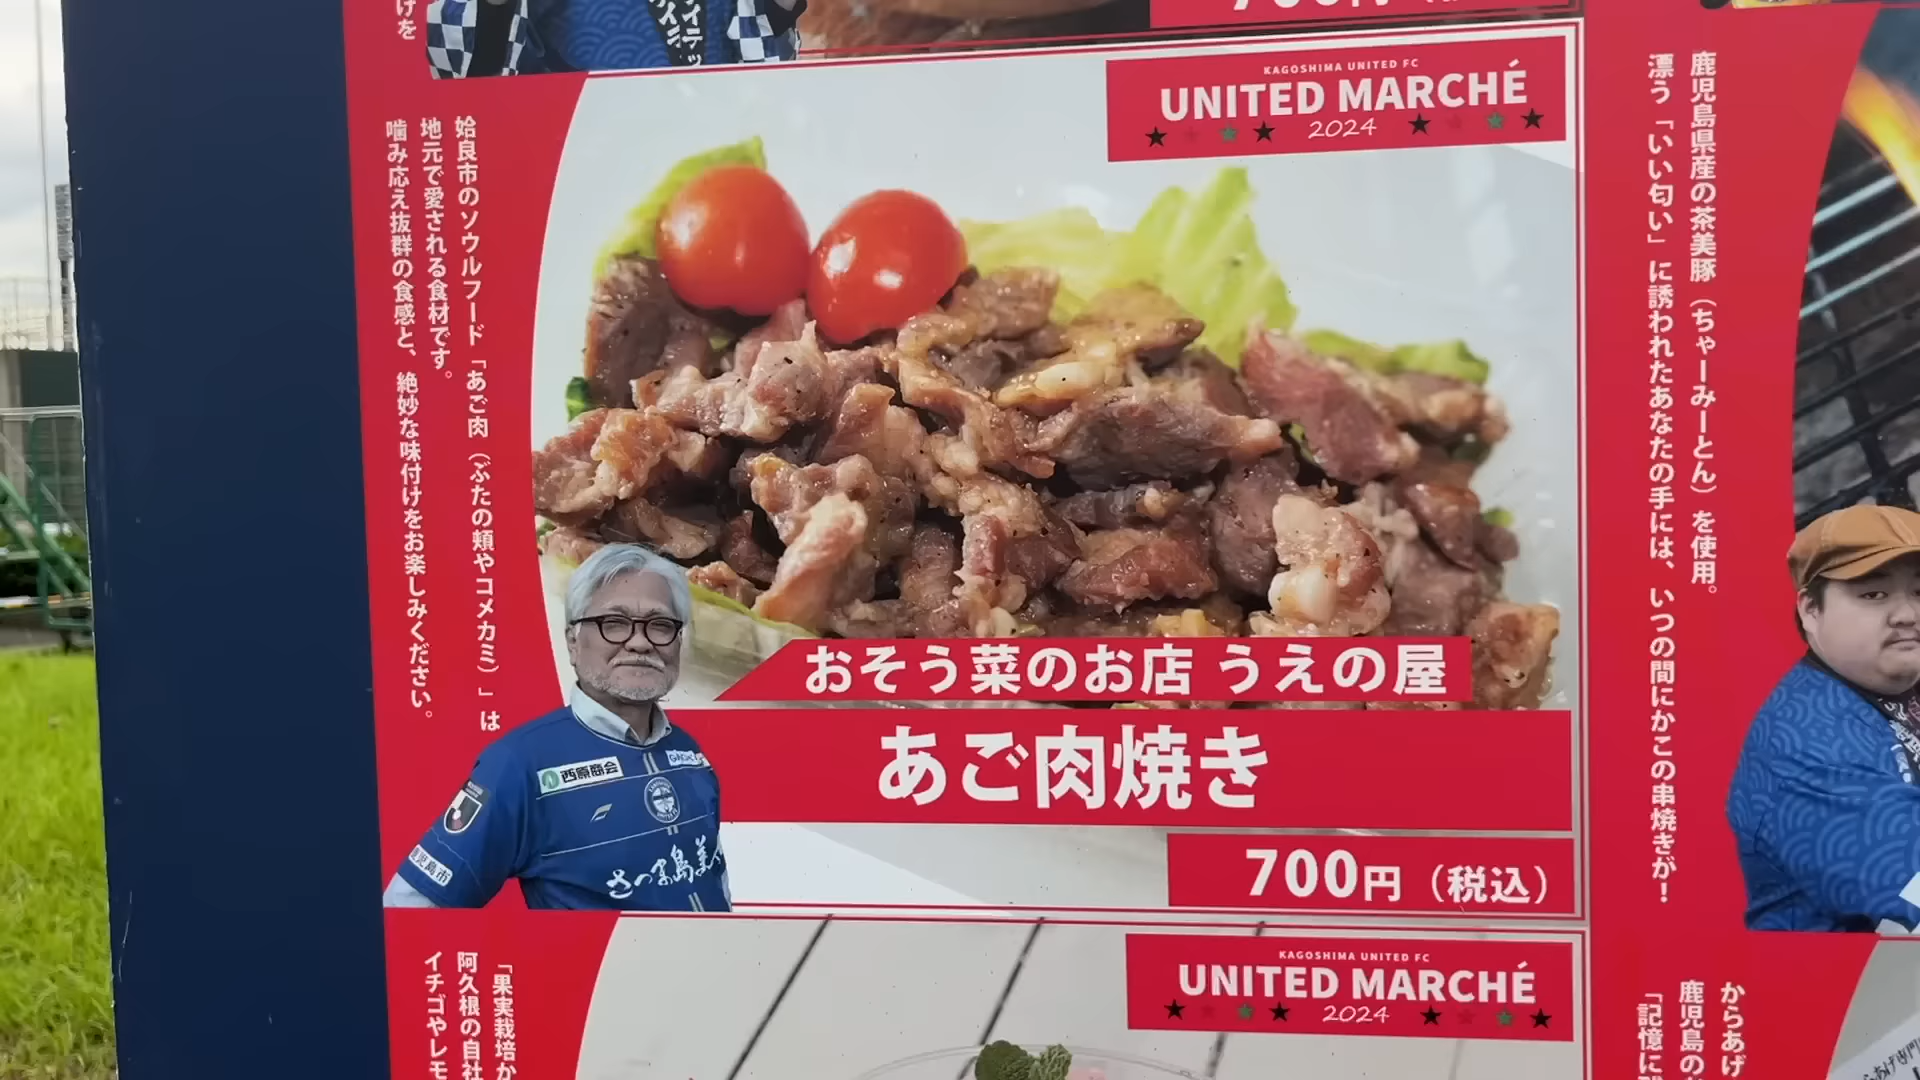 けを
KAGOSHIMA UNITED FC
UNITED MARCHÉ
2024
姶良市のソウルフード「あご肉（ぶたの頬やコメカミ）」は
地元で愛される食材です。
噛み応え抜群の食感と、絶妙な味付けをお楽しみください。
おそう菜のお店 うえの屋
あご肉焼き
700円（税込）
西原商会
鹿児島市
さつま島美人
鹿児島県産の茶美豚（ちゃーみーとん）を使用。
漂う「いい匂い」に誘われたあなたの手には、いつの間にかこの串焼きが！
KAGOSHIMA UNITED FC
UNITED MARCHÉ
2024
「果実栽培か
阿久根の自社
イチゴやレモ
からあげ
鹿児島の
「記憶に